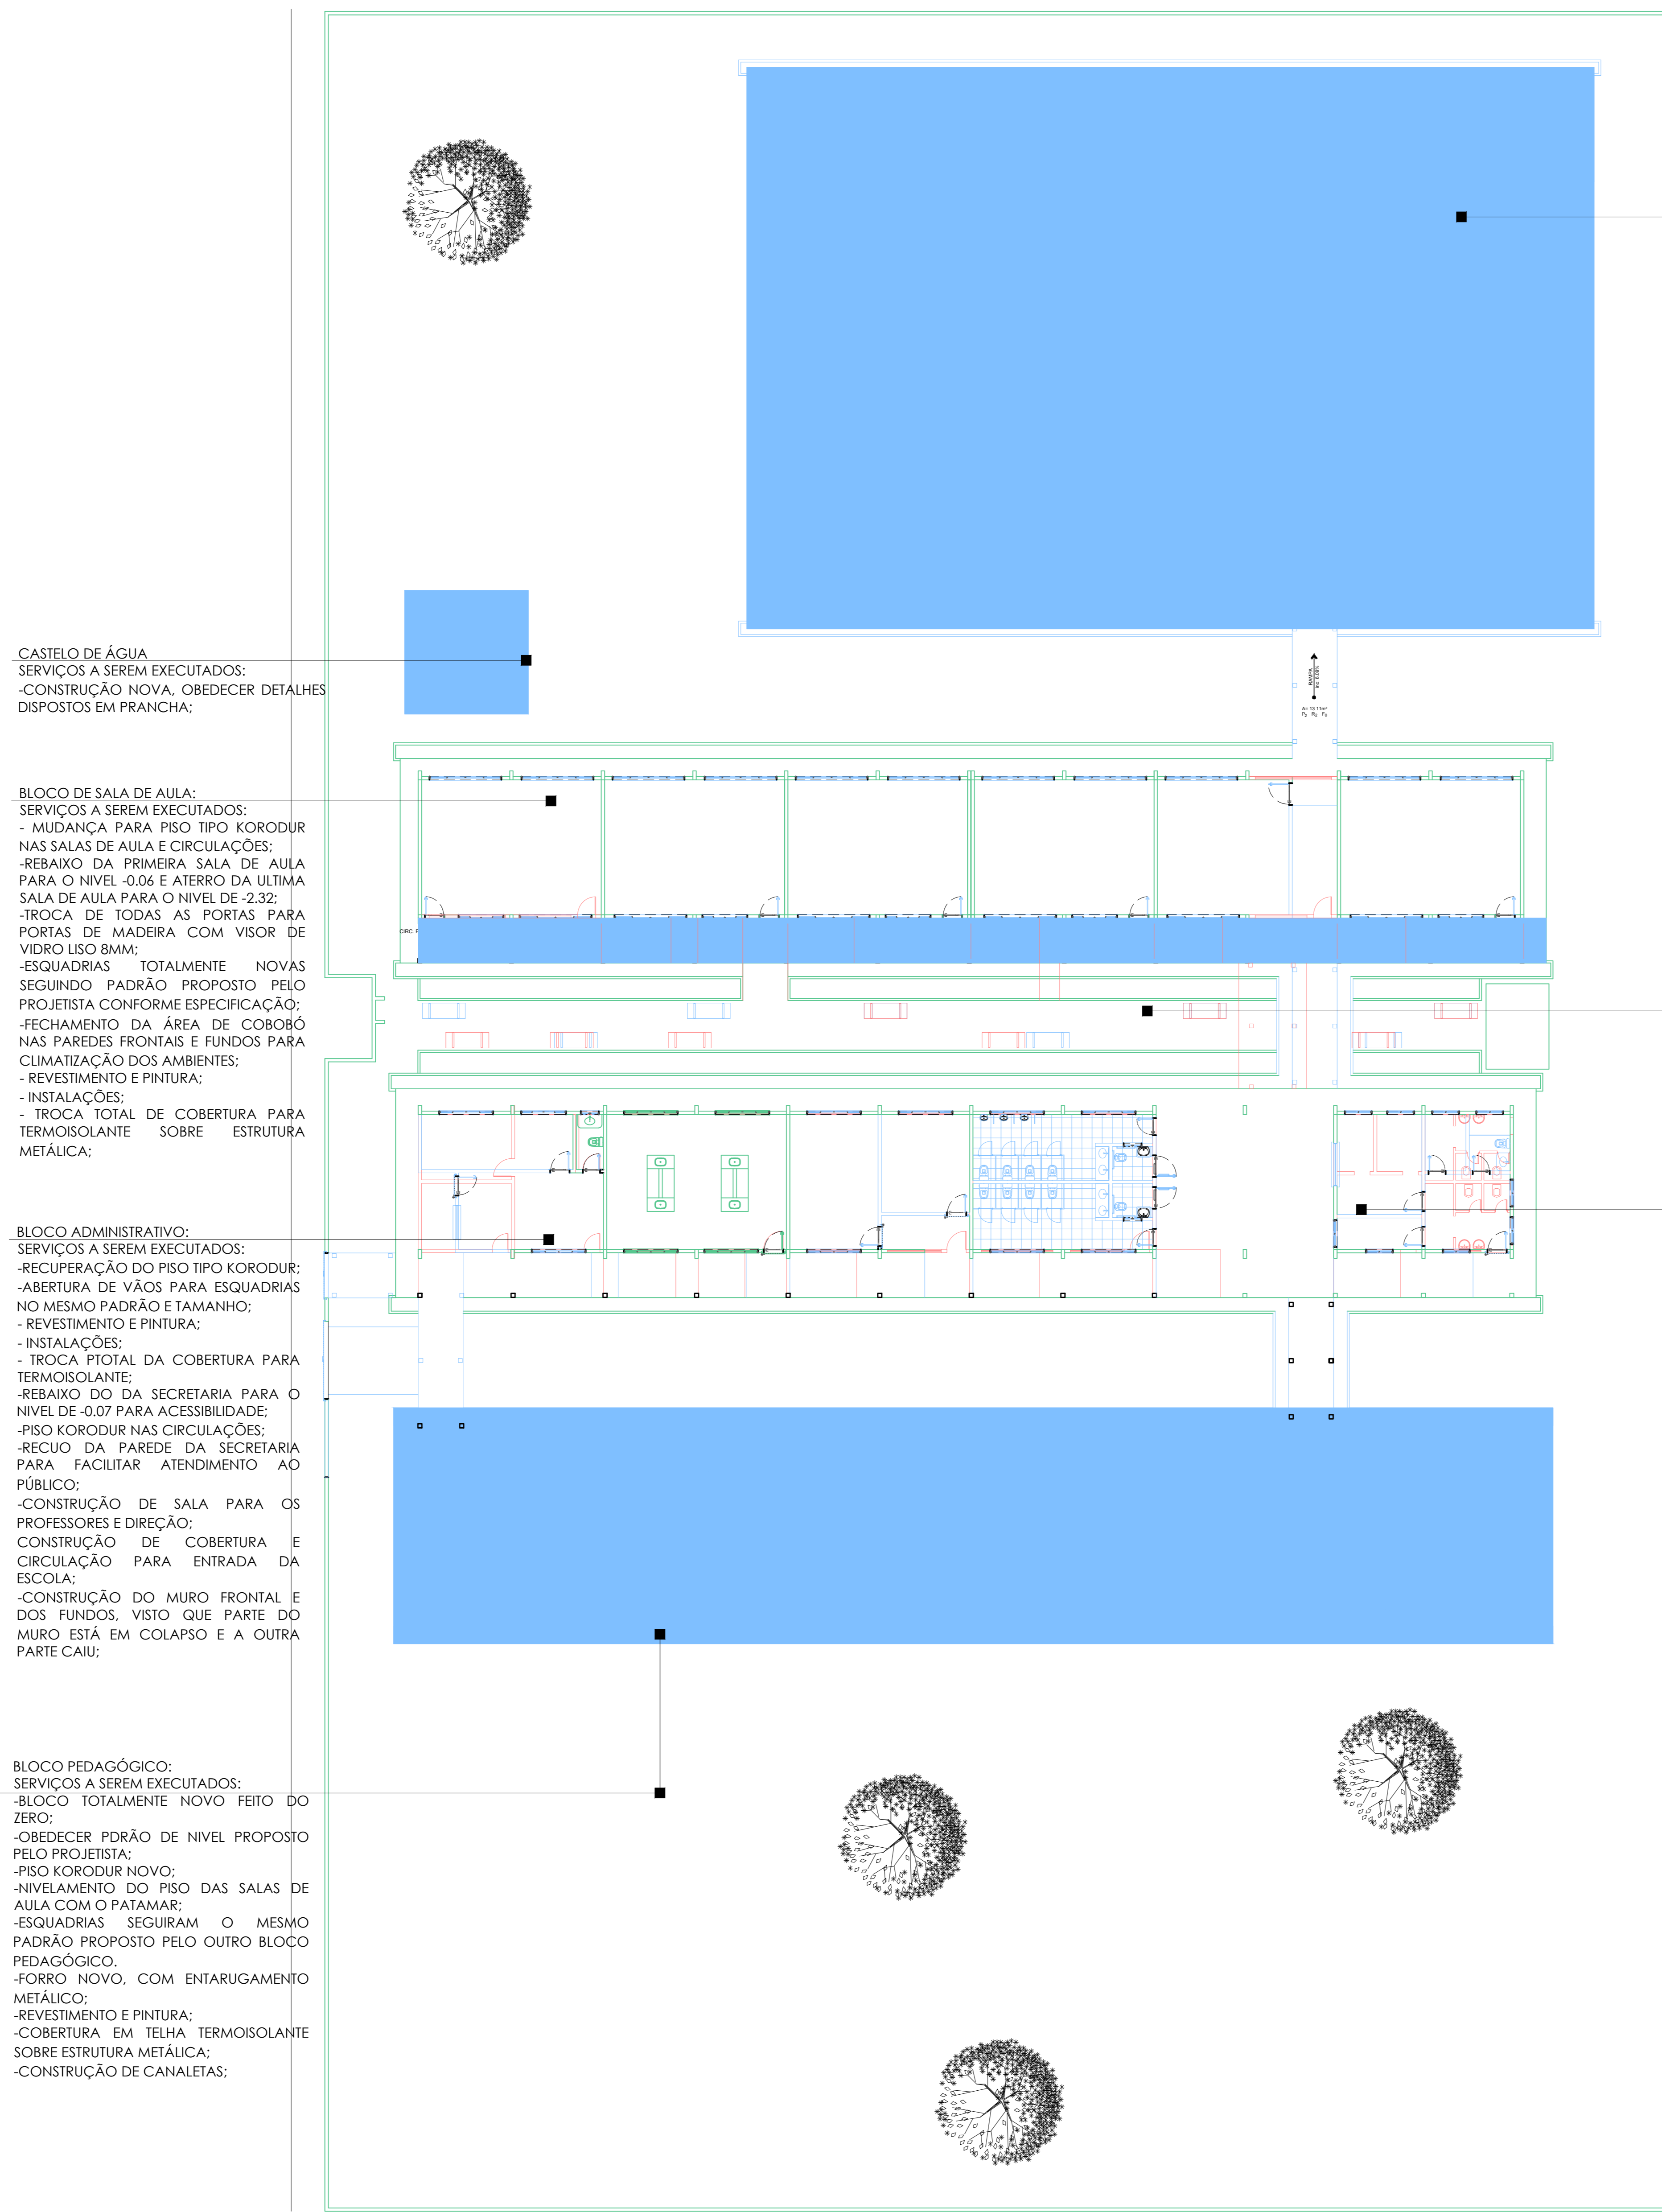 RAMPA
inc: 6.09%
A= 13.11m²
P2 R2 F3
CASTELO DE ÁGUA
SERVIÇOS A SEREM EXECUTADOS:
-CONSTRUÇÃO NOVA, OBEDECER DETALHES
DISPOSTOS EM PRANCHA;
BLOCO DE SALA DE AULA:
SERVIÇOS A SEREM EXECUTADOS:
- MUDANÇA PARA PISO TIPO KORODUR
NAS SALAS DE AULA E CIRCULAÇÕES;
-REBAIXO DA PRIMEIRA SALA DE AULA
PARA O NIVEL -0.06 E ATERRO DA ULTIMA
SALA DE AULA PARA O NIVEL DE -2.32;
-TROCA DE TODAS AS PORTAS PARA
PORTAS DE MADEIRA COM VISOR DE
VIDRO LISO 8MM;
-ESQUADRIAS TOTALMENTE NOVAS
SEGUINDO PADRÃO PROPOSTO PELO
PROJETISTA CONFORME ESPECIFICAÇÃO;
-FECHAMENTO DA ÁREA DE COBOBÓ
NAS PAREDES FRONTAIS E FUNDOS PARA
CLIMATIZAÇÃO DOS AMBIENTES;
- REVESTIMENTO E PINTURA;
- INSTALAÇÕES;
- TROCA TOTAL DE COBERTURA PARA
TERMOISOLANTE SOBRE ESTRUTURA
METÁLICA;
CIRC. E
BLOCO ADMINISTRATIVO:
SERVIÇOS A SEREM EXECUTADOS:
-RECUPERAÇÃO DO PISO TIPO KORODUR;
-ABERTURA DE VÃOS PARA ESQUADRIAS
NO MESMO PADRÃO E TAMANHO;
- REVESTIMENTO E PINTURA;
- INSTALAÇÕES;
- TROCA PTOTAL DA COBERTURA PARA
TERMOISOLANTE;
-REBAIXO DO DA SECRETARIA PARA O
NIVEL DE -0.07 PARA ACESSIBILIDADE;
-PISO KORODUR NAS CIRCULAÇÕES;
-RECUO DA PAREDE DA SECRETARIA
PARA FACILITAR ATENDIMENTO AO
PÚBLICO;
-CONSTRUÇÃO DE SALA PARA OS
PROFESSORES E DIREÇÃO;
CONSTRUÇÃO DE COBERTURA E
CIRCULAÇÃO PARA ENTRADA DA
ESCOLA;
-CONSTRUÇÃO DO MURO FRONTAL E
DOS FUNDOS, VISTO QUE PARTE DO
MURO ESTÁ EM COLAPSO E A OUTRA
PARTE CAIU;
BLOCO PEDAGÓGICO:
SERVIÇOS A SEREM EXECUTADOS:
-BLOCO TOTALMENTE NOVO FEITO DO
ZERO;
-OBEDECER PDRÃO DE NIVEL PROPOSTO
PELO PROJETISTA;
-PISO KORODUR NOVO;
-NIVELAMENTO DO PISO DAS SALAS DE
AULA COM O PATAMAR;
-ESQUADRIAS SEGUIRAM O MESMO
PADRÃO PROPOSTO PELO OUTRO BLOCO
PEDAGÓGICO.
-FORRO NOVO, COM ENTARUGAMENTO
METÁLICO;
-REVESTIMENTO E PINTURA;
-COBERTURA EM TELHA TERMOISOLANTE
SOBRE ESTRUTURA METÁLICA;
-CONSTRUÇÃO DE CANALETAS;